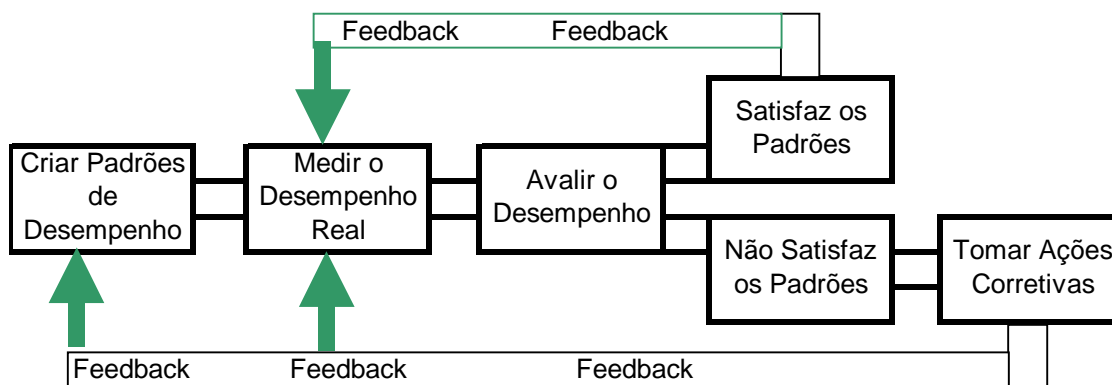 Feedback Feedback
Satisfaz os
Padrões
Criar Padrões
de
Desempenho
Medir o
Desempenho
Real
Avalir o
Desempenho
Não Satisfaz
os Padrões
Tomar Ações
Corretivas
Feedback Feedback Feedback